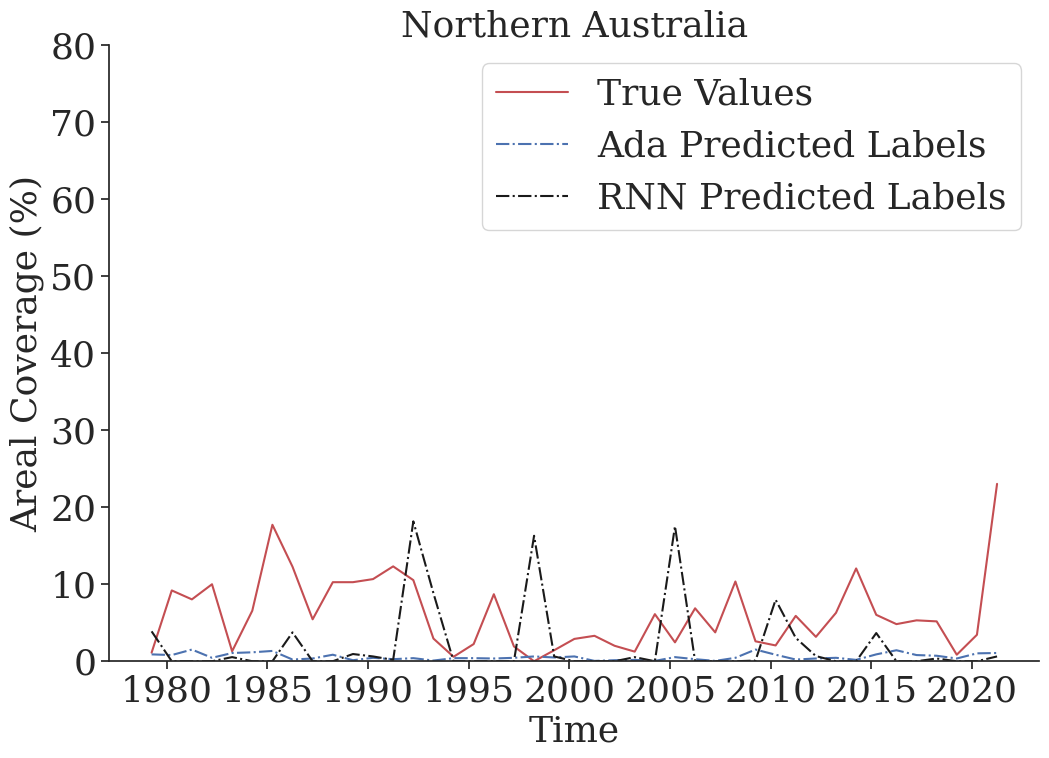 Northern Australia
True Values
Ada Predicted Labels
RNN Predicted Labels
Areal Coverage (%)
80
70
60
50
40
30
20
10
0
1980 1985 1990 1995 2000 2005 2010 2015 2020
Time